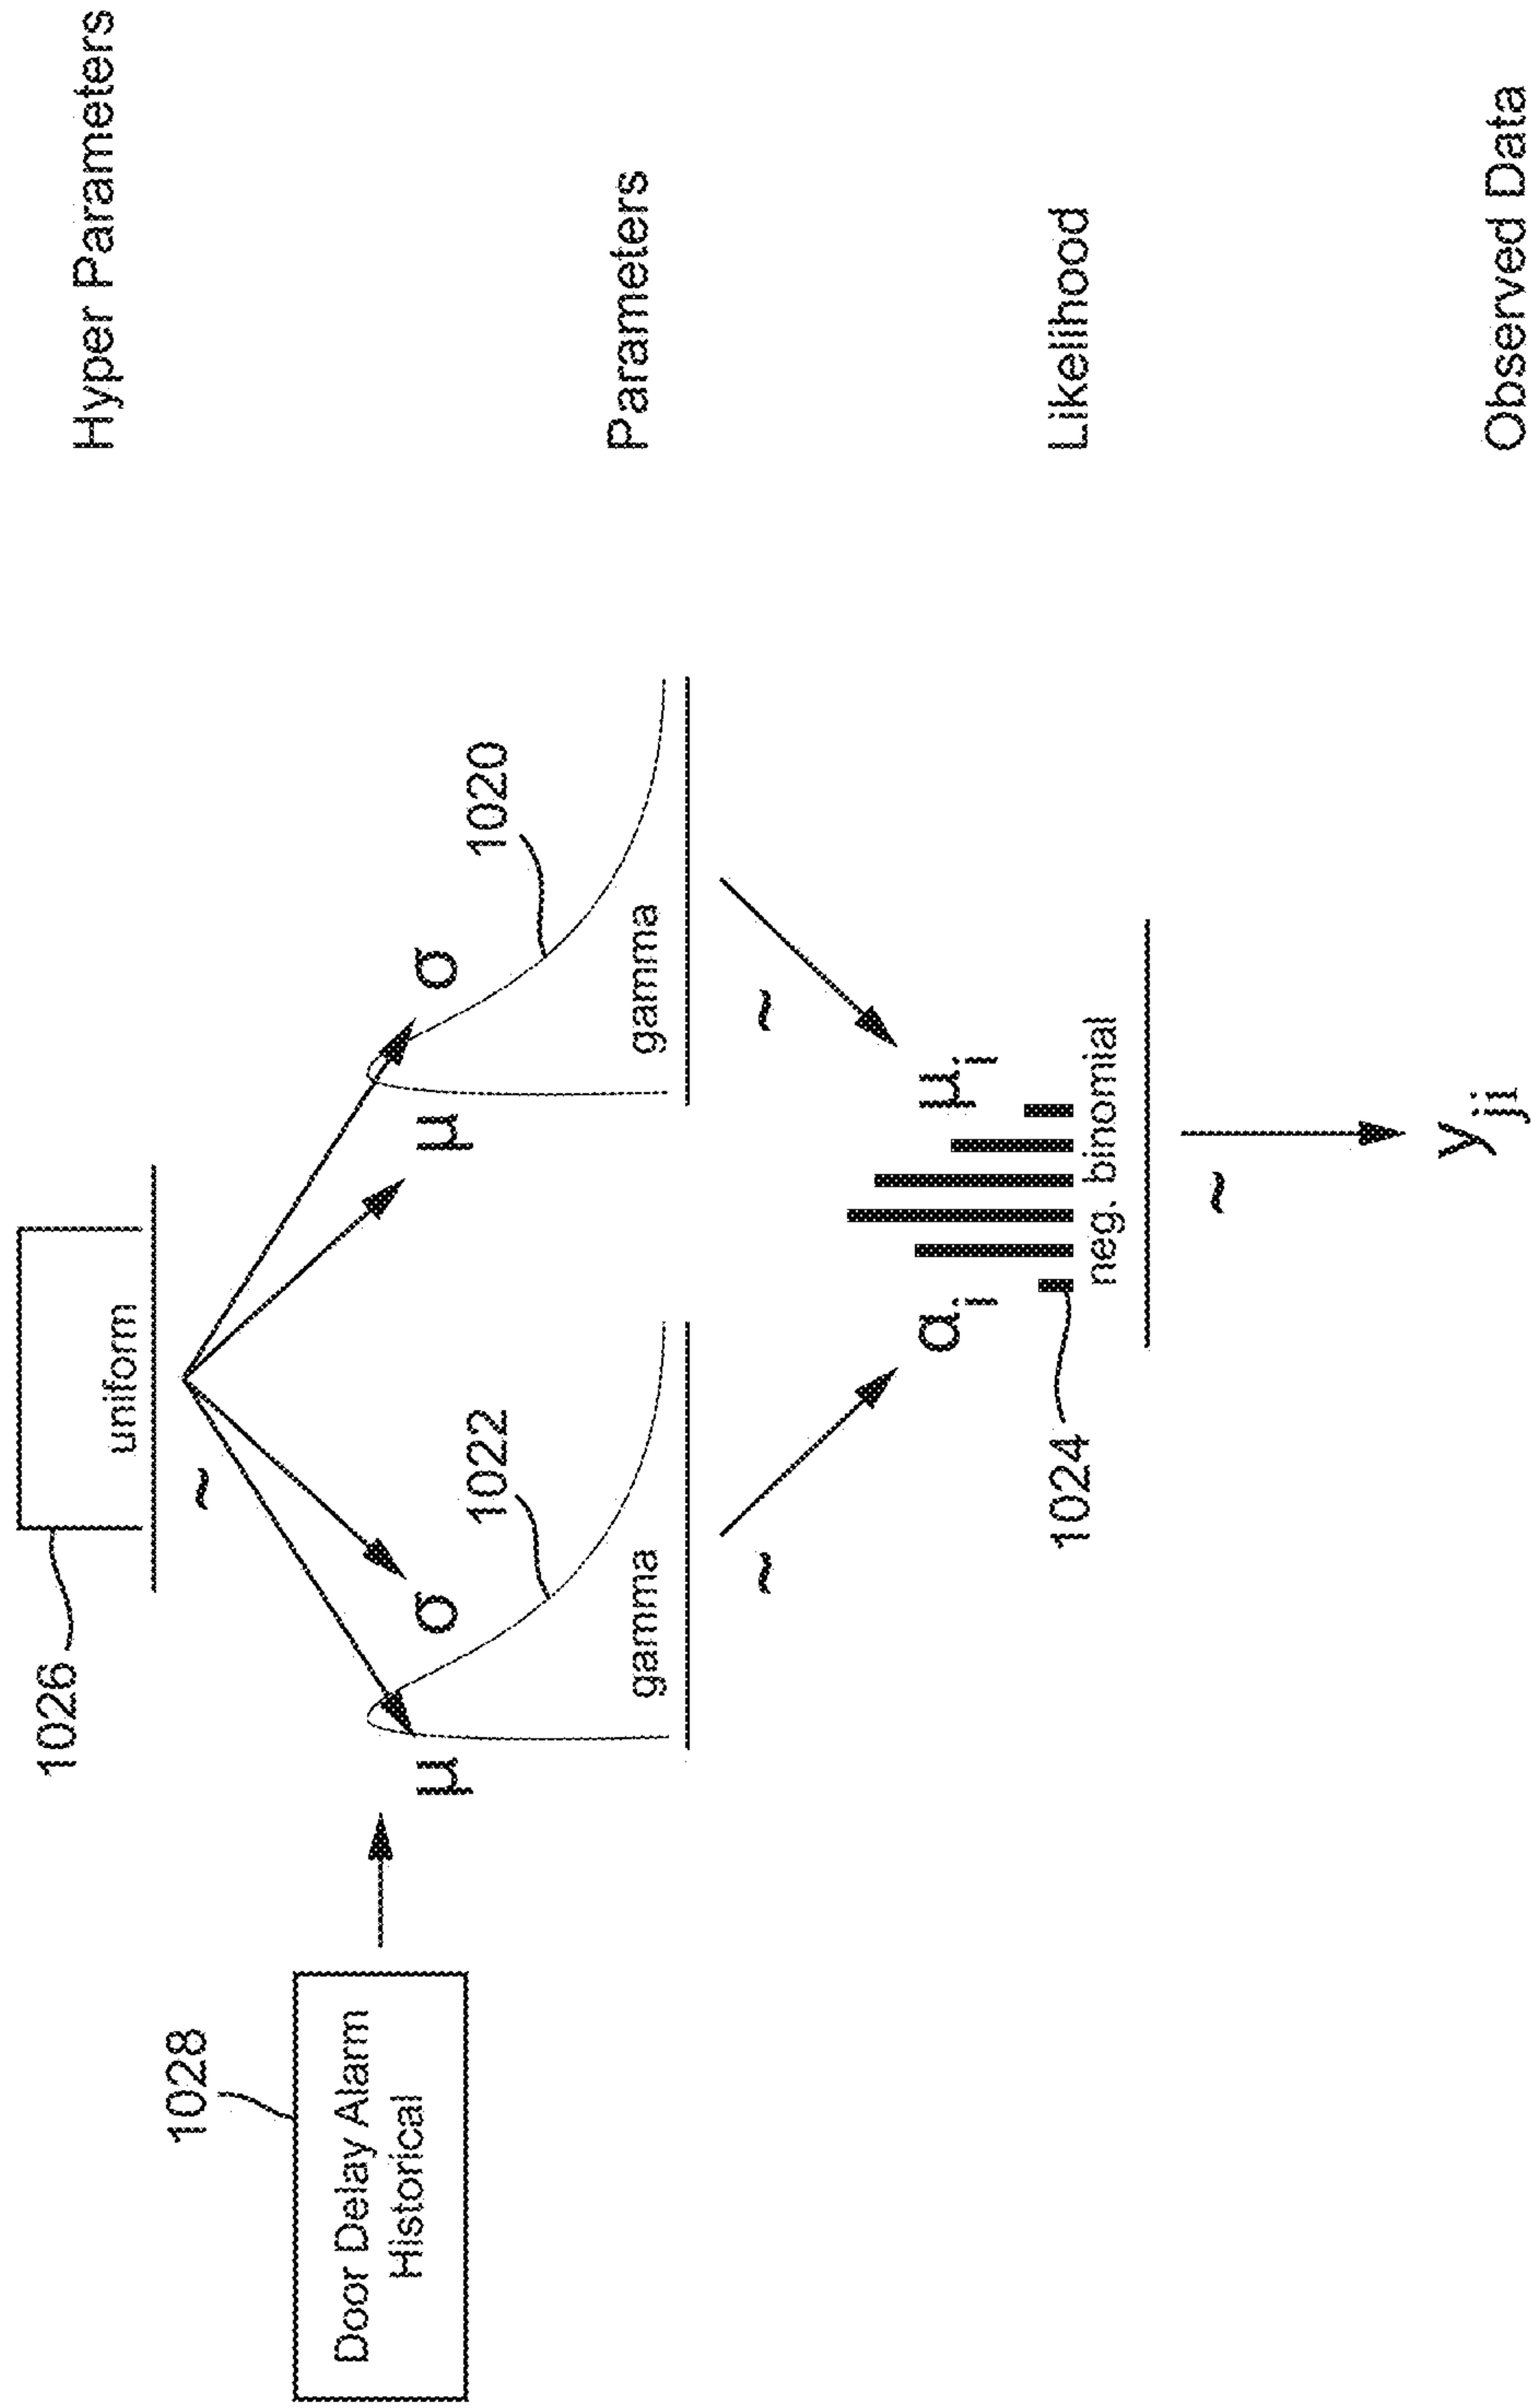 1026
uniform
~
Hyper Parameters
1028
Door Delay Alarm
Historical
μ
σ
μ
σ
1022
1020
gamma
gamma
Parameters
~
~
α i
μ i
1024
neg. binomial
Likelihood
~
y ji
Observed Data